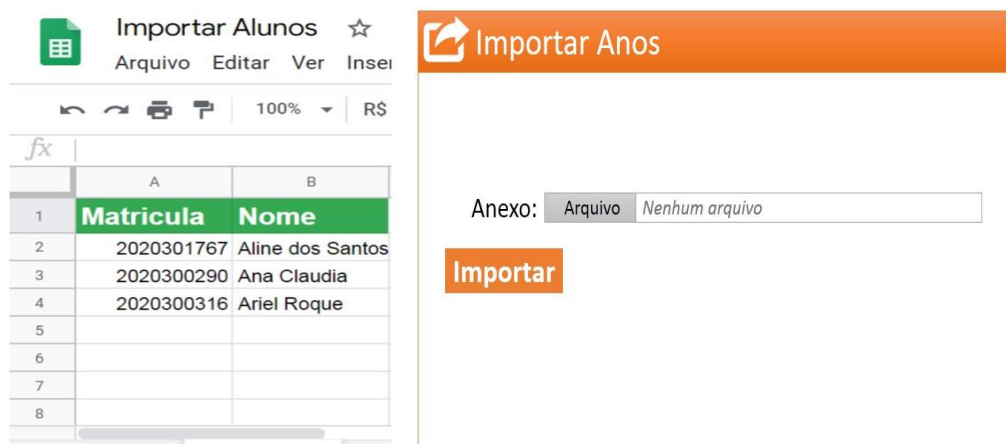 Importar Alunos
Arquivo Editar Ver Inser
100% R$
fx
A B
1 Matricula Nome
2 2020301767 Aline dos Santos
3 2020300290 Ana Claudia
4 2020300316 Ariel Roque
5
6
7
8
Importar Anos
Anexo: Arquivo Nenhum arquivo
Importar